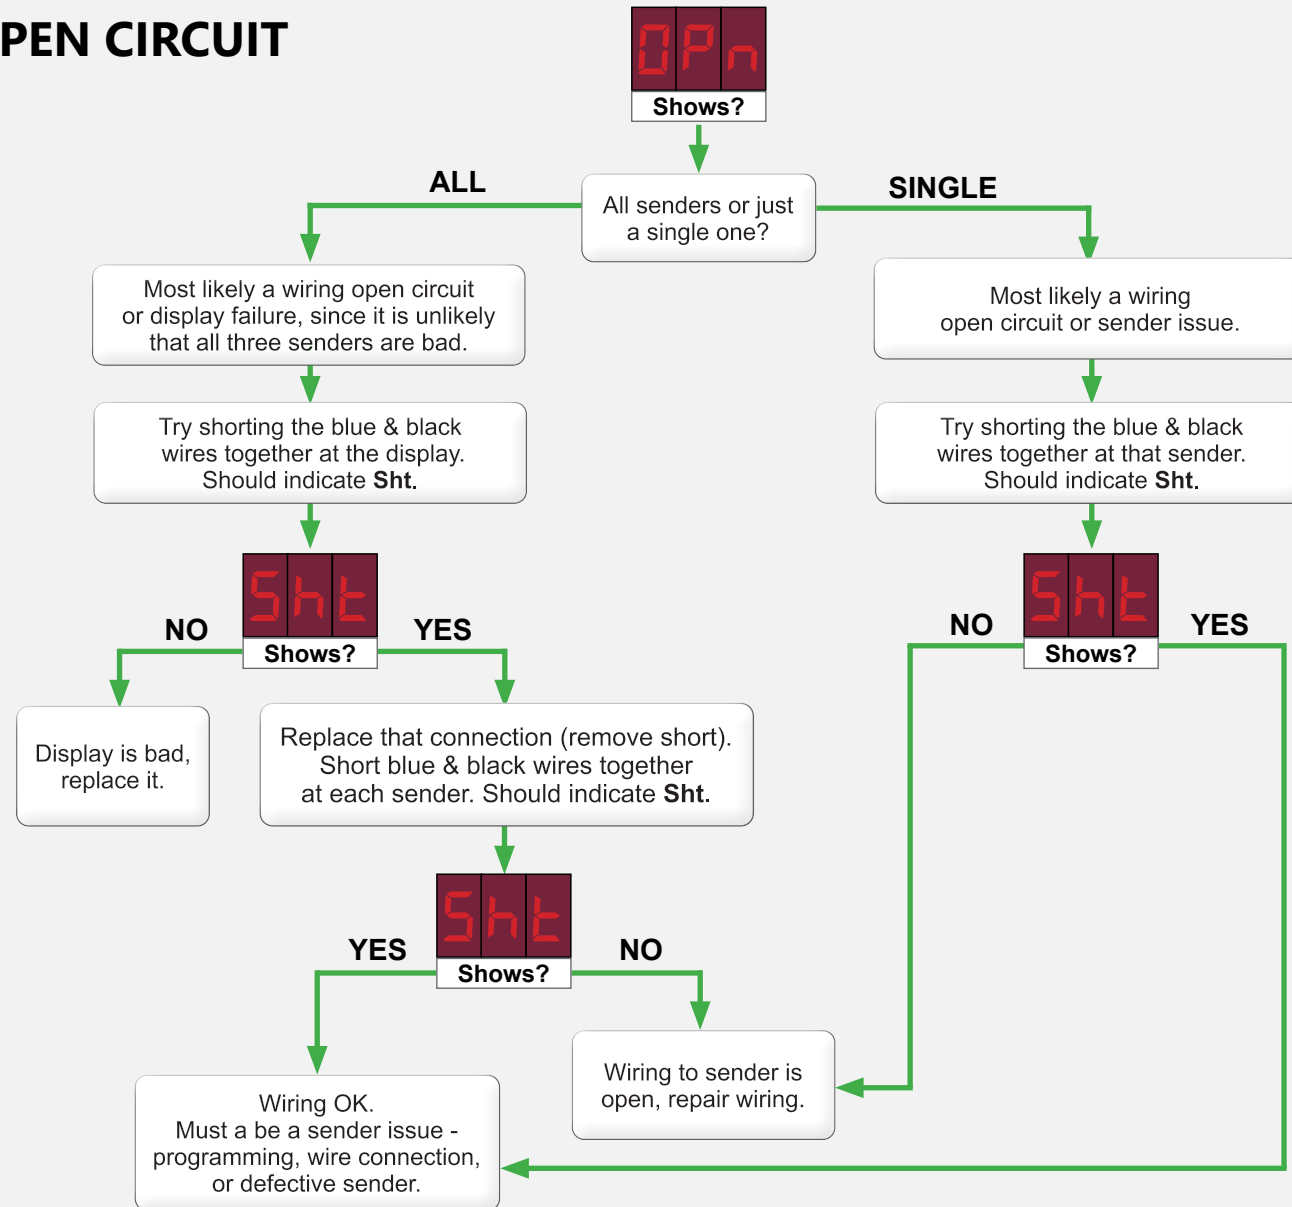 PEN CIRCUIT
OPn
Shows?
ALL
SINGLE
All senders or just
a single one?
Most likely a wiring open circuit
or display failure, since it is unlikely
that all three senders are bad.
Most likely a wiring
open circuit or sender issue.
Try shorting the blue & black
wires together at the display.
Should indicate Sht.
Try shorting the blue & black
wires together at that sender.
Should indicate Sht.
Sht
Shows?
NO
YES
Sht
Shows?
NO
YES
Display is bad,
replace it.
Replace that connection (remove short).
Short blue & black wires together
at each sender. Should indicate Sht.
Sht
Shows?
YES
NO
Wiring to sender is
open, repair wiring.
Wiring OK.
Must a be a sender issue -
programming, wire connection,
or defective sender.